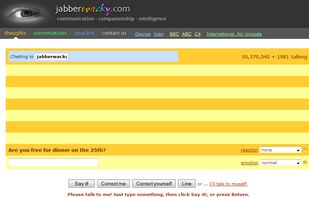 jabberwacky.com
communication · companionship · intelligence
thoughts conversations your bot contact us George Joan BBC ABC C4 International, for Unicode
Chatting to: jabberwacky 60,370,040 + 1981 talking
Are you free for dinner on the 25th? reaction none
emotion normal
Say it! Correct me Correct yourself Line or ... I'll talk to myself!
Please talk to me! Just type something, then click Say it!, or press Return.